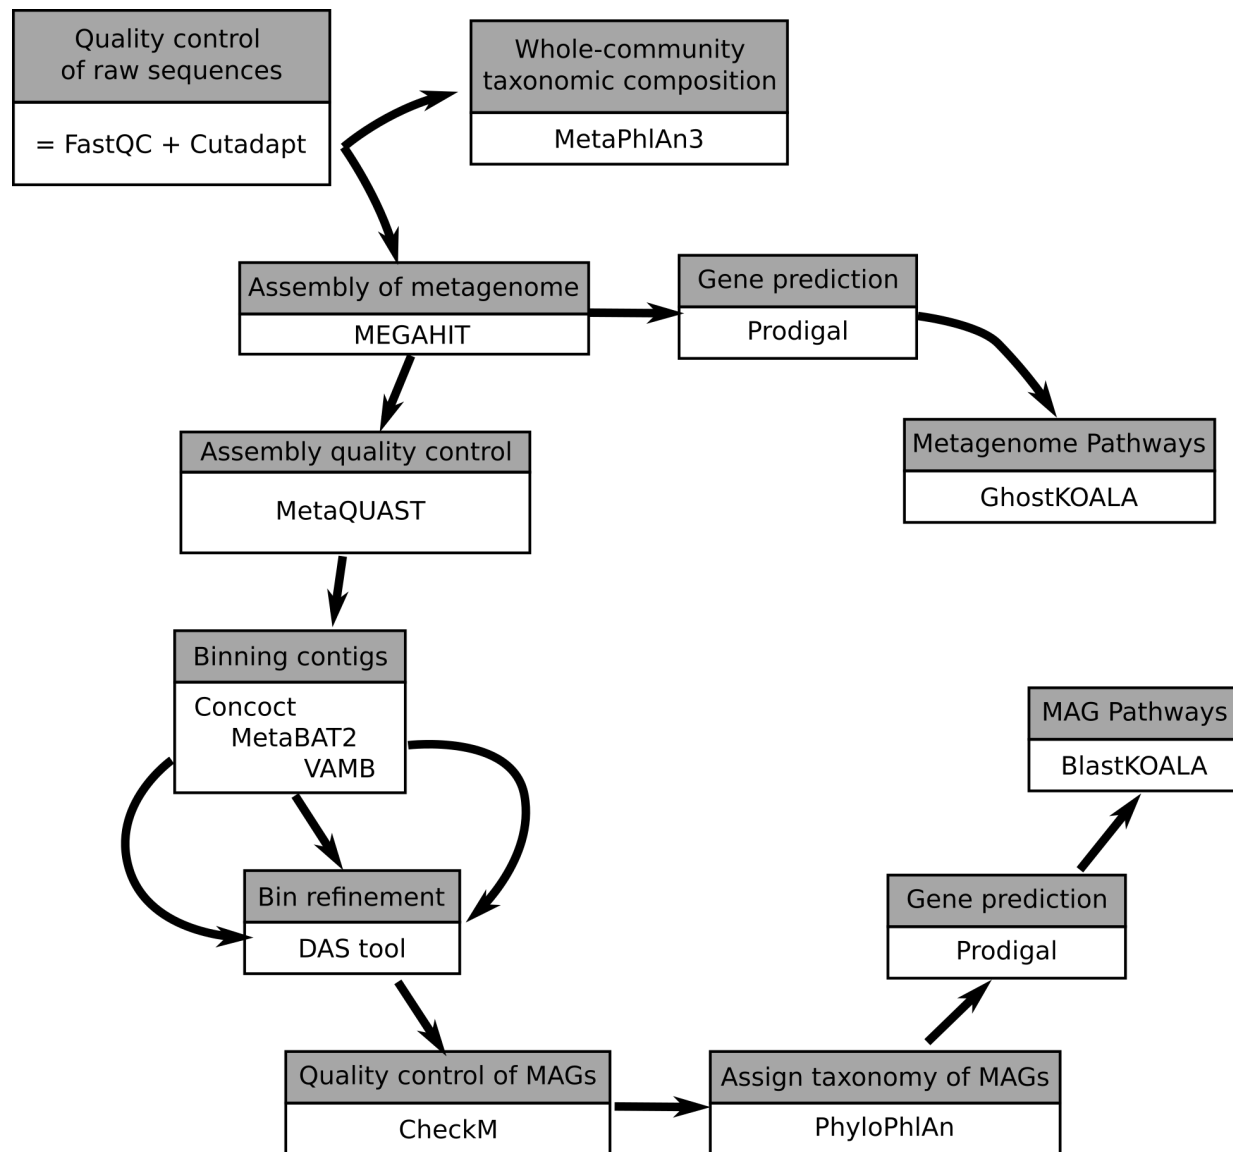 Quality control
of raw sequences
= FastQC + Cutadapt
Whole-community
taxonomic composition
MetaPhlAn3
Assembly of metagenome
MEGAHIT
Gene prediction
Prodigal
Metagenome Pathways
GhostKOALA
Assembly quality control
MetaQUAST
Binning contigs
Concoct
MetaBAT2
VAMB
Bin refinement
DAS tool
Quality control of MAGs
CheckM
Assign taxonomy of MAGs
PhyloPhlAn
Gene prediction
Prodigal
MAG Pathways
BlastKOALA